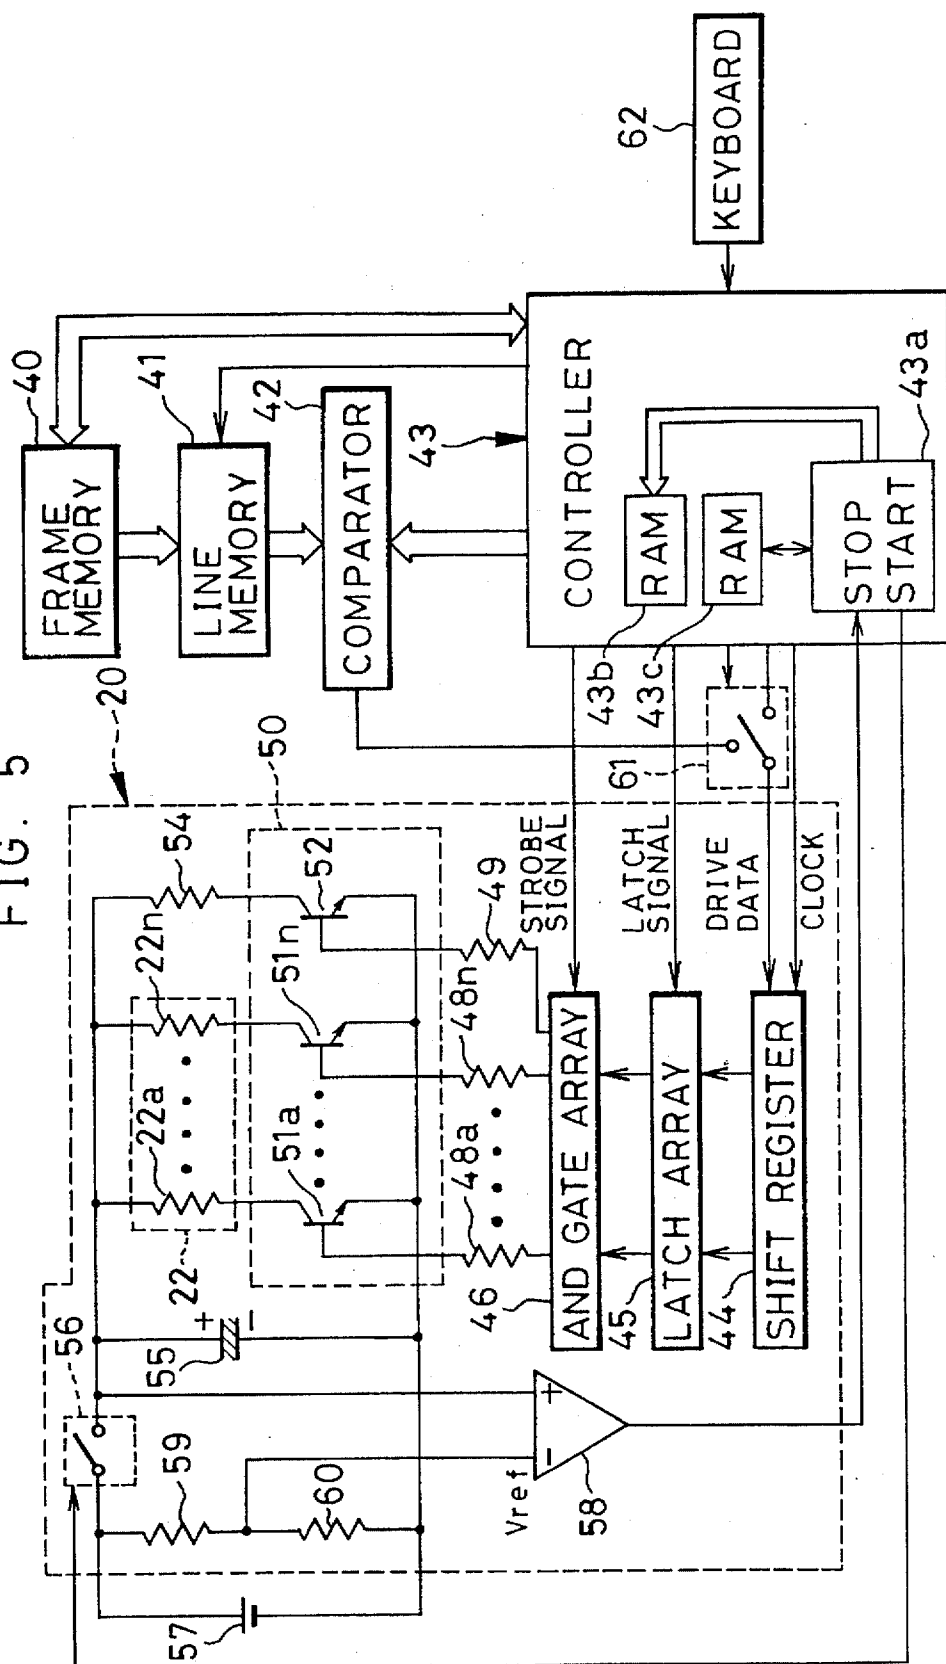 FIG. 5
20
40
FRAME
MEMORY
41
LINE
MEMORY
42
COMPARATOR
43
CONTROLLER
RAM
43b
RAM
43c
STOP
START
43a
62
KEYBOARD
61
50
54
22n
22a
22
52
51n
51a
49
48n
48a
STROBE
SIGNAL
LATCH
SIGNAL
DRIVE
DATA
CLOCK
46
AND GATE ARRAY
45
LATCH ARRAY
44
SHIFT REGISTER
56
55
+
−
59
60
57
Vref
−
+
58